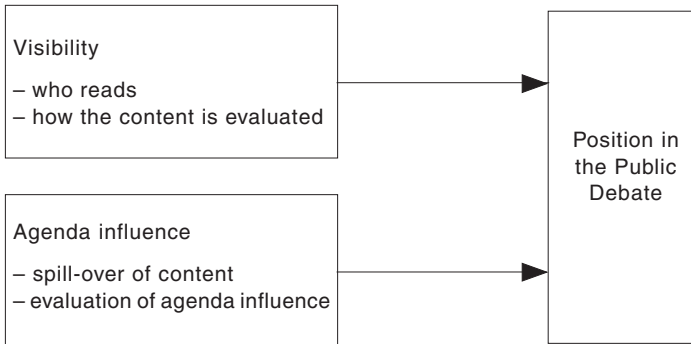 Visibility
– who reads
– how the content is evaluated
Agenda influence
– spill-over of content
– evaluation of agenda influence
Position in
the Public
Debate